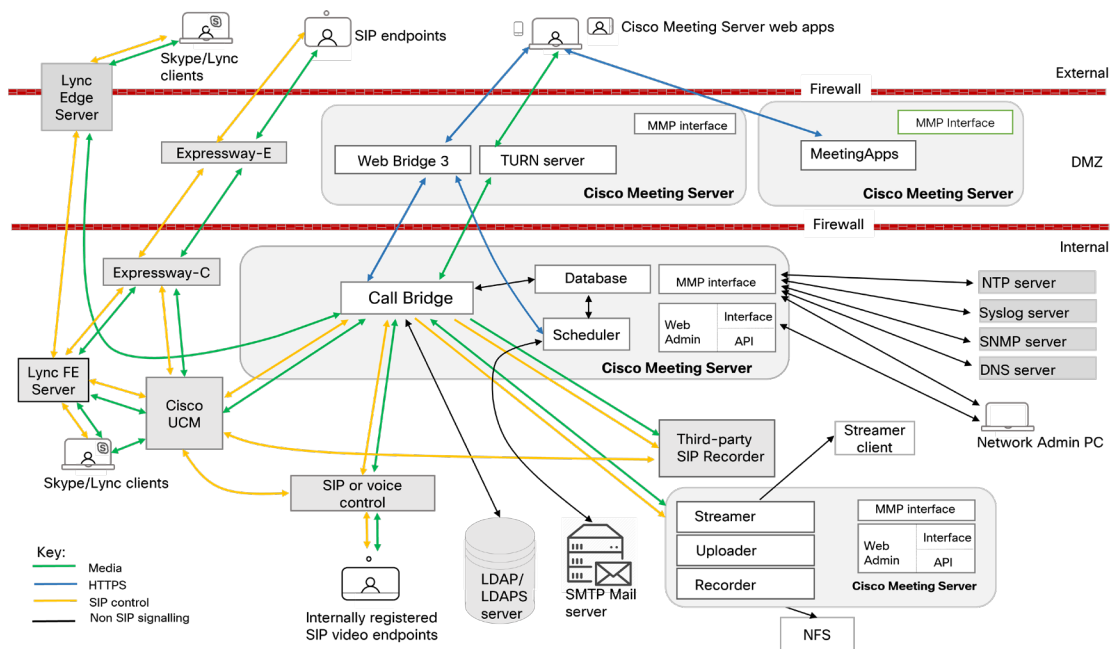 Skype/Lync
clients
SIP endpoints
Cisco Meeting Server web apps
External
Firewall
Lync
Edge
Server
Expressway-E
MMP interface
Web Bridge 3
TURN server
Cisco Meeting Server
MMP Interface
MeetingApps
Cisco Meeting Server
DMZ
Firewall
Internal
Expressway-C
Call Bridge
Database
Scheduler
MMP interface
Web
Admin
Interface
API
Cisco Meeting Server
NTP server
Syslog server
SNMP server
DNS server
Network Admin PC
Lync FE
Server
Cisco
UCM
Skype/Lync clients
Third-party
SIP Recorder
Streamer
client
SIP or voice
control
Streamer
Uploader
Recorder
MMP interface
Web
Admin
Interface
API
Cisco Meeting Server
NFS
LDAP/
LDAPS
server
SMTP Mail
server
Internally registered
SIP video endpoints
Key:
Media
HTTPS
SIP control
Non SIP signalling
S
S